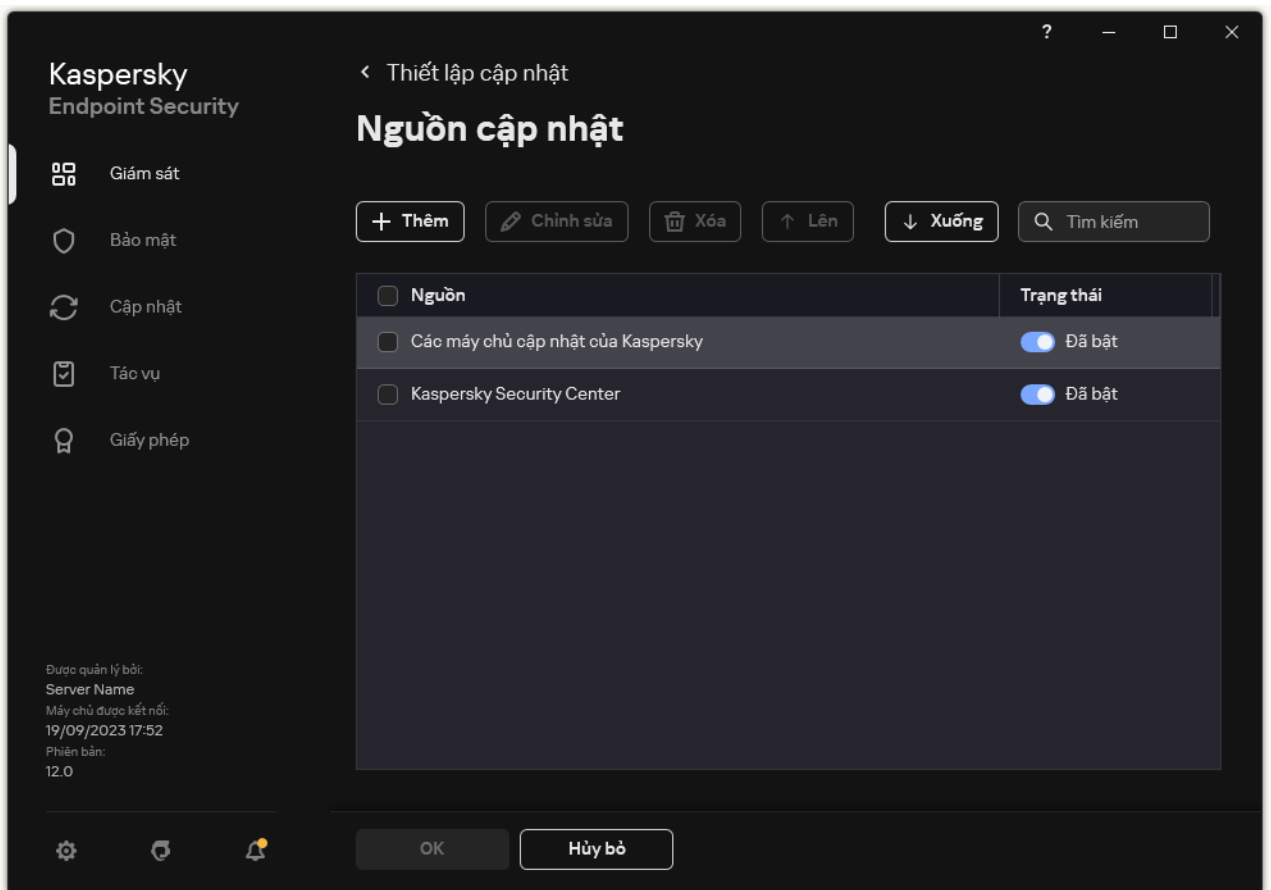 ?
Kaspersky
Endpoint Security
Giám sát
Bảo mật
Cập nhật
Tác vụ
Giấy phép
Được quản lý bởi:
Server Name
Máy chủ được kết nối:
19/09/2023 17:52
Phiên bản:
12.0
Thiết lập cập nhật
Nguồn cập nhật
Thêm Chỉnh sửa Xóa Lên Xuống Tìm kiếm
Nguồn Trạng thái
Các máy chủ cập nhật của Kaspersky Đã bật
Kaspersky Security Center Đã bật
OK Hủy bỏ